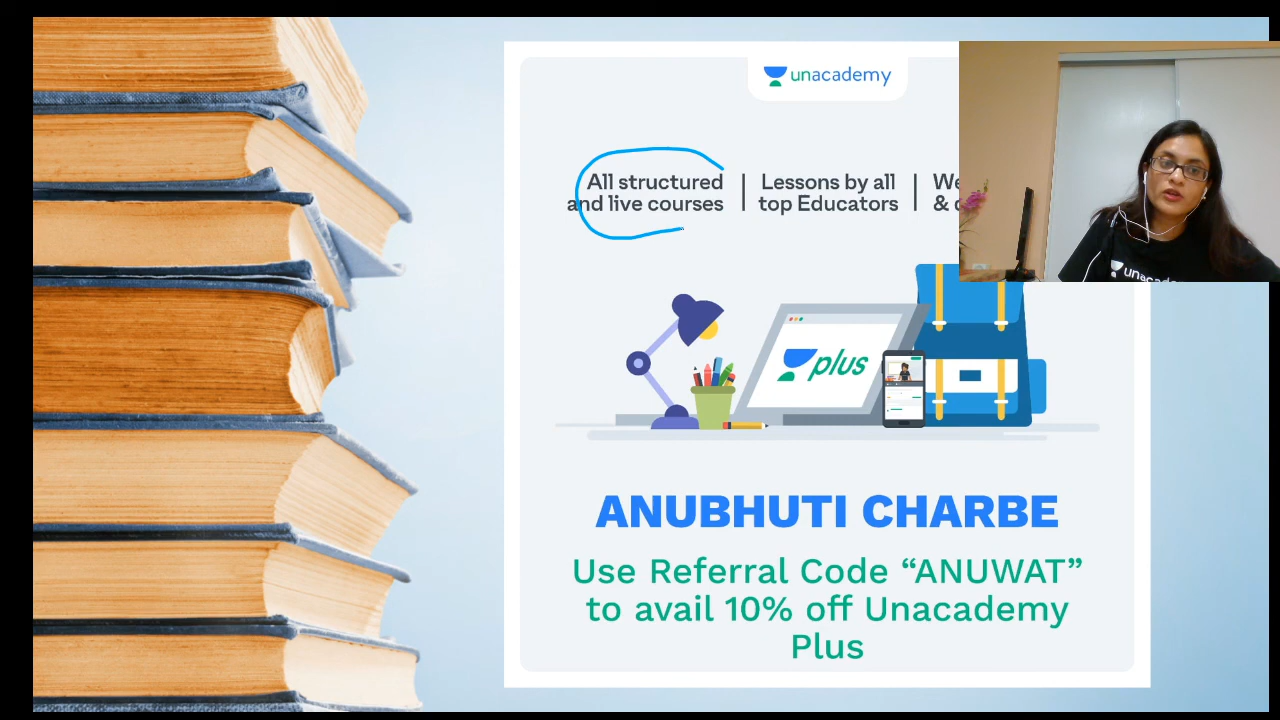 unacademy
All structured
and live courses
Lessons by all
top Educators
&
plus
ANUBHUTI CHARBE
Use Referral Code “ANUWAT”
to avail 10% off Unacademy
Plus